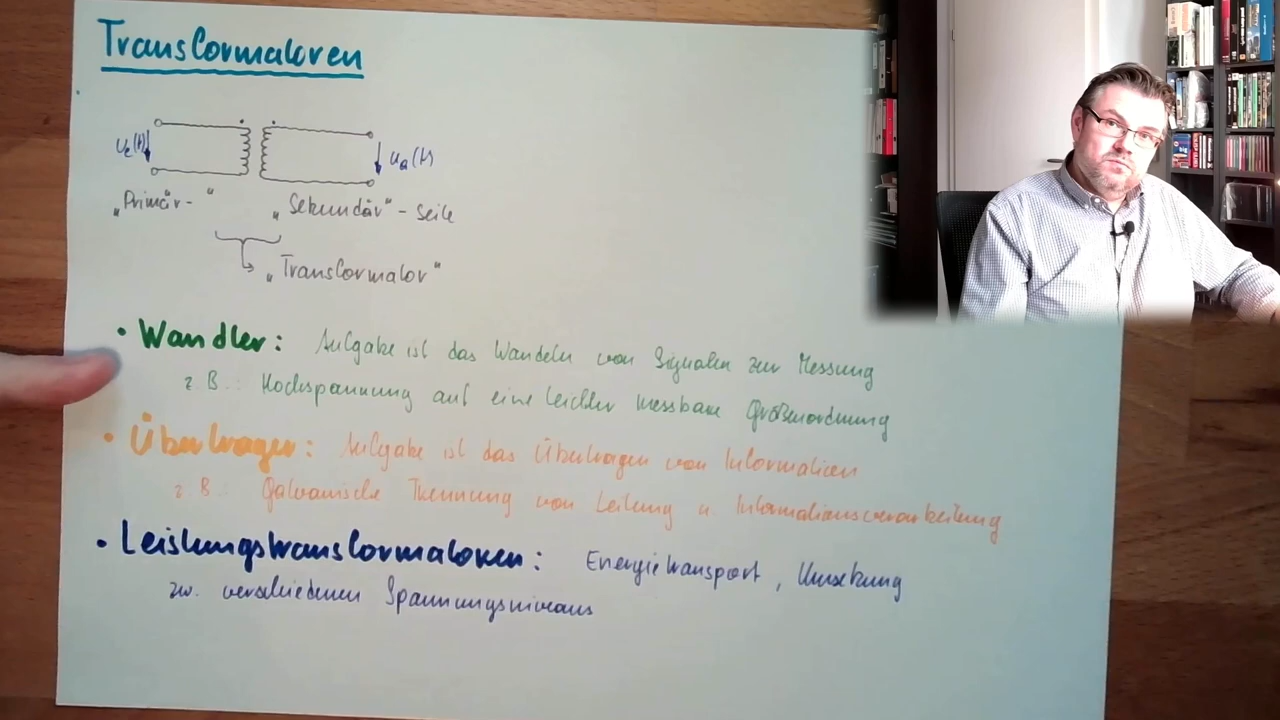 Transformatoren
u_e(t)
u_a(t)
„Primär-" „Sekundär"-Seite
„Transformator"
• Wandler: Aufgabe ist das Wandeln von Signalen zur Messung
z.B.: Hochspannung auf eine leichter messbare Größenordnung
• Übertrager: Aufgabe ist das Übertragen von Informationen
z.B.: Galvanische Trennung von Leitung u. Informationsverarbeitung
• Leistungstransformatoren: Energietransport, Umsetzung
zw. verschiedenen Spannungsniveaus